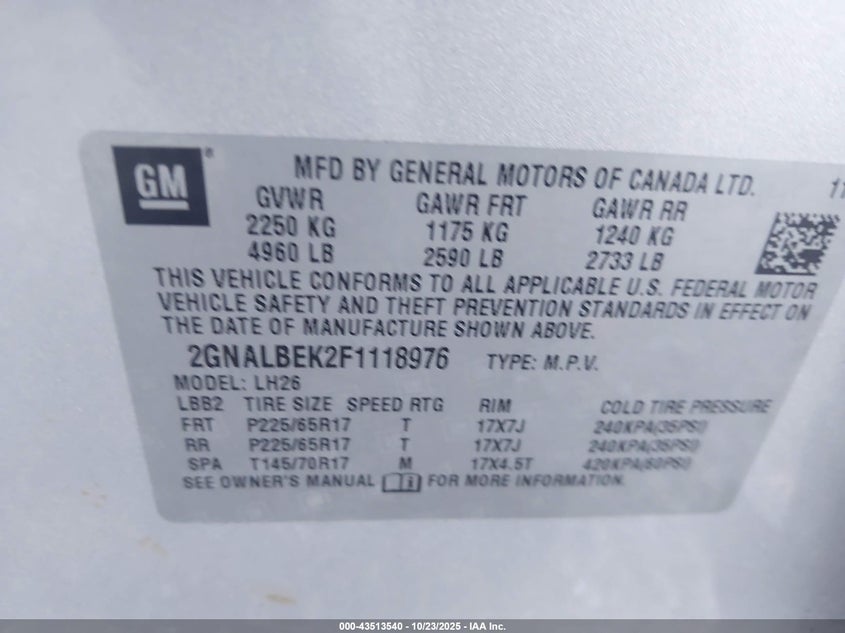 GM®
MFD BY GENERAL MOTORS OF CANADA LTD. 11
GVWR GAWR FRT GAWR RR
2250 KG 1175 KG 1240 KG
4960 LB 2590 LB 2733 LB
THIS VEHICLE CONFORMS TO ALL APPLICABLE U.S. FEDERAL MOTOR
VEHICLE SAFETY AND THEFT PREVENTION STANDARDS IN EFFECT ON
THE DATE OF MANUFACTURE SHOWN ABOVE.
2GNALBEK2F1118976 TYPE: M.P.V.
MODEL: LH26
LBB2 TIRE SIZE SPEED RTG RIM COLD TIRE PRESSURE
FRT P225/65R17 T 17X7J 240KPA(35PSI)
RR P225/65R17 T 17X7J 240KPA(35PSI)
SPA T145/70R17 M 17X4.5T 420KPA(60PSI)
SEE OWNER'S MANUAL FOR MORE INFORMATION.
000-43513540 - 10/23/2025 - IAA Inc.